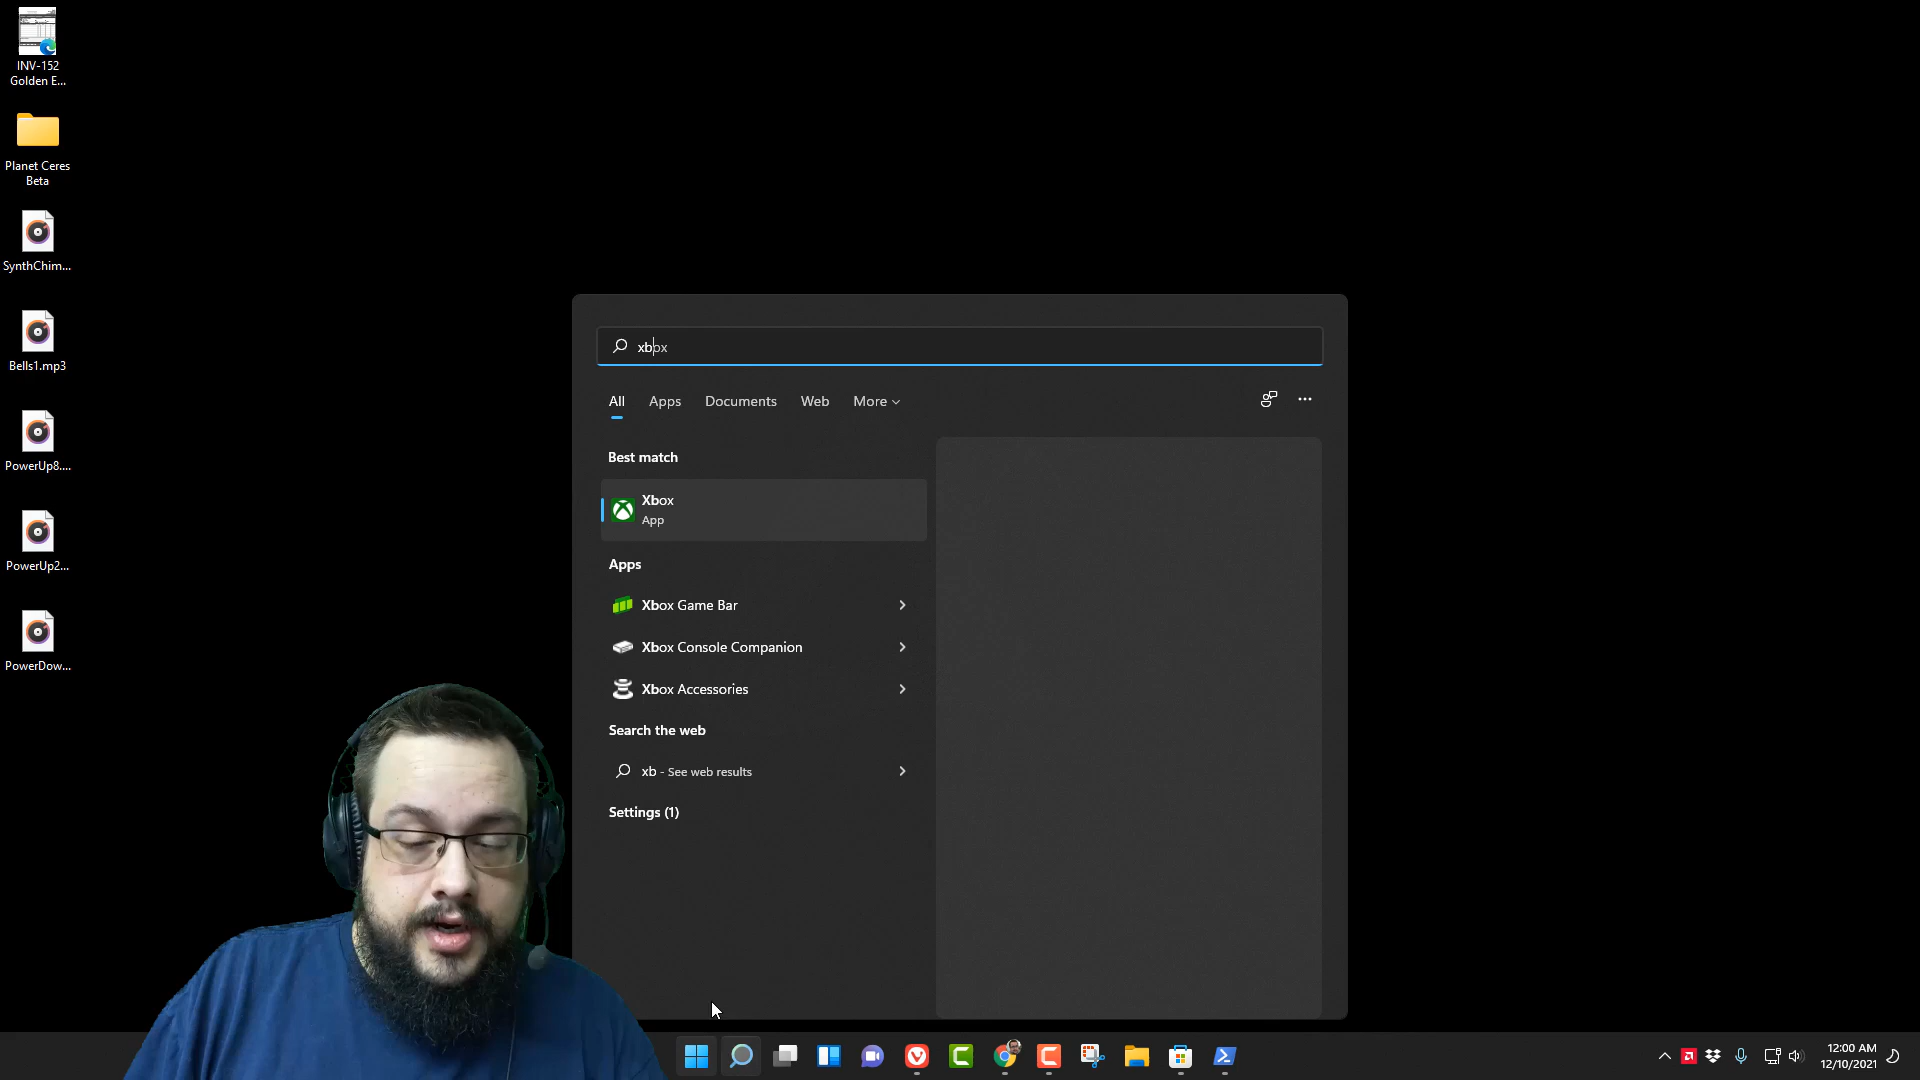 INV-152
Golden E...
Planet Ceres
Beta
SynthChim...
Bells1.mp3
PowerUp8....
PowerUp2...
PowerDow...
xbox
All
Apps
Documents
Web
More
Best match
Xbox
App
Apps
Xbox Game Bar
Xbox Console Companion
Xbox Accessories
Search the web
xb - See web results
Settings (1)
12:00 AM
12/10/2021